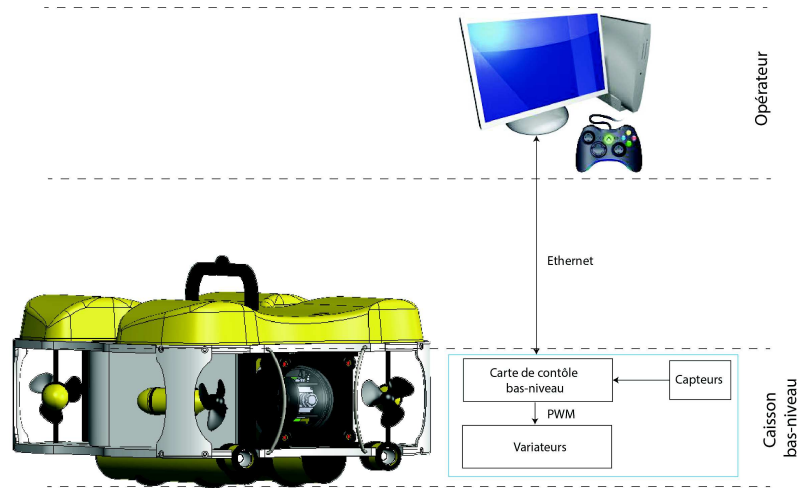 Opérateur
Ethernet
Carte de contôle
bas-niveau
Capteurs
PWM
Variateurs
Caisson
bas-niveau